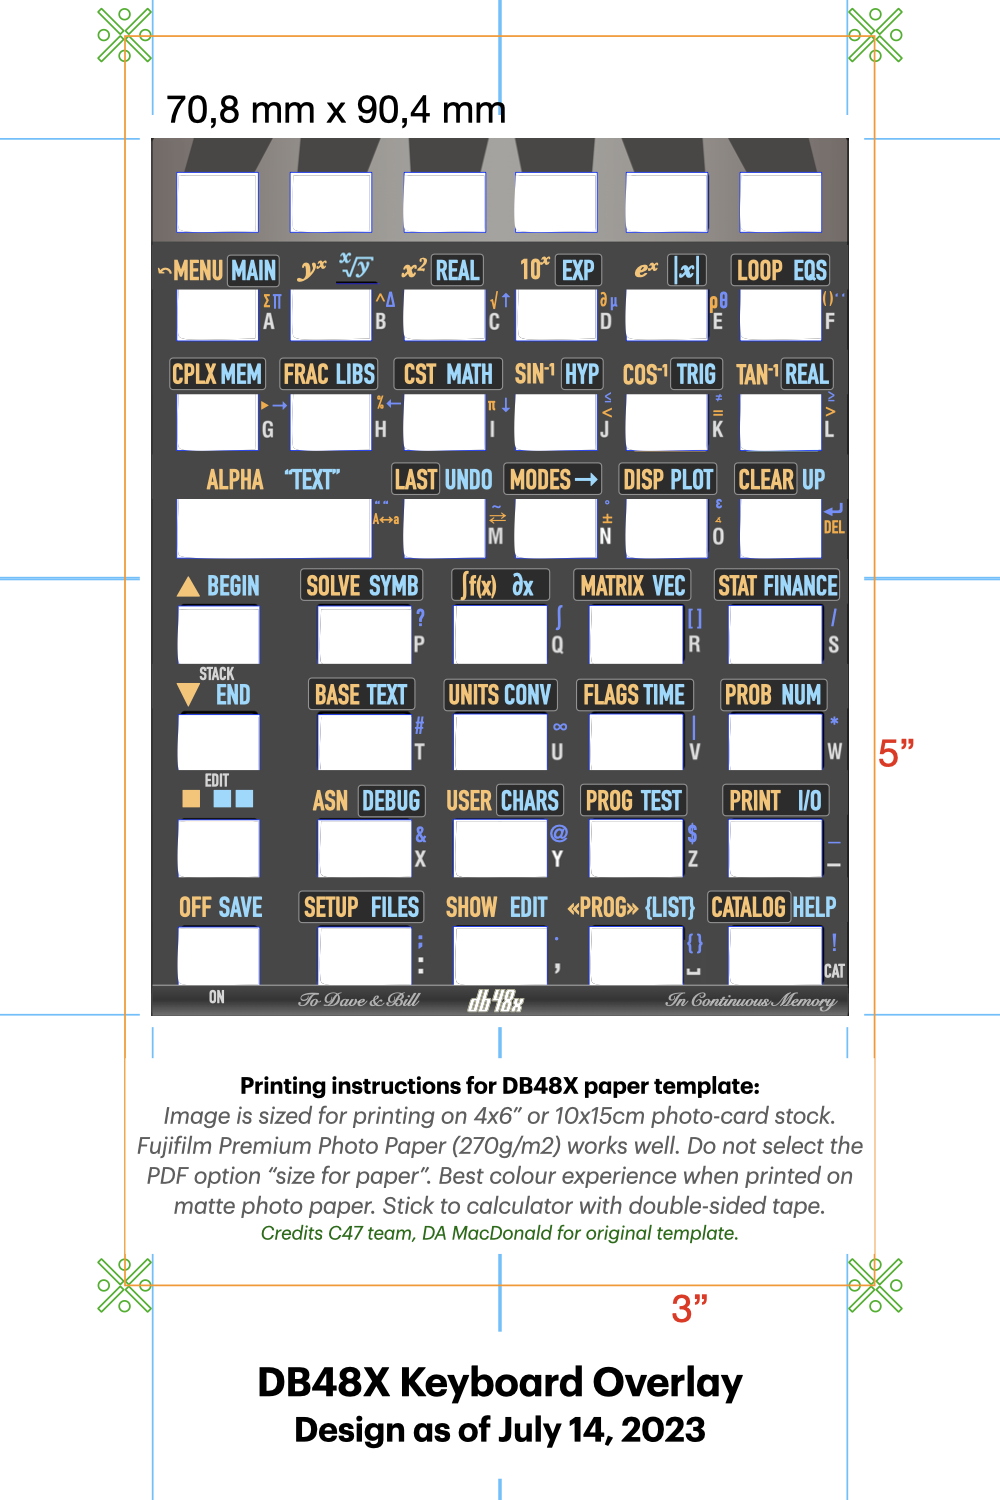 70,8 mm x 90,4 mm
MENU MAIN yˣ ˣ√y x² REAL 10ˣ EXP eˣ |x| LOOP EQS
Σ∏ ^Δ √↑ ∂μ ρθ ()
A B C D E F
CPLX MEM FRAC LIBS CST MATH SIN⁻¹ HYP COS⁻¹ TRIG TAN⁻¹ REAL
▸→ %← π↓ ≤< ≠= ≥>
G H I J K L
ALPHA “TEXT” LAST UNDO MODES→ DISP PLOT CLEAR UP
A↔a ~⇄ °± ε ↵ DEL
M N O
▲ BEGIN SOLVE SYMB ∫f(x) ∂x MATRIX VEC STAT FINANCE
? ∫ [] /
P Q R S
STACK
▼ END BASE TEXT UNITS CONV FLAGS TIME PROB NUM
# ∞ | *
T U V W
EDIT
ASN DEBUG USER CHARS PROG TEST PRINT I/O
& @ $ _
X Y Z –
OFF SAVE SETUP FILES SHOW EDIT «PROG» {LIST} CATALOG HELP
; . {} !
: , ⎵ CAT
ON To Dave & Bill db48x In Continuous Memory
5”
Printing instructions for DB48X paper template:
Image is sized for printing on 4x6” or 10x15cm photo-card stock.
Fujifilm Premium Photo Paper (270g/m2) works well. Do not select the
PDF option “size for paper”. Best colour experience when printed on
matte photo paper. Stick to calculator with double-sided tape.
Credits C47 team, DA MacDonald for original template.
3”
DB48X Keyboard Overlay
Design as of July 14, 2023